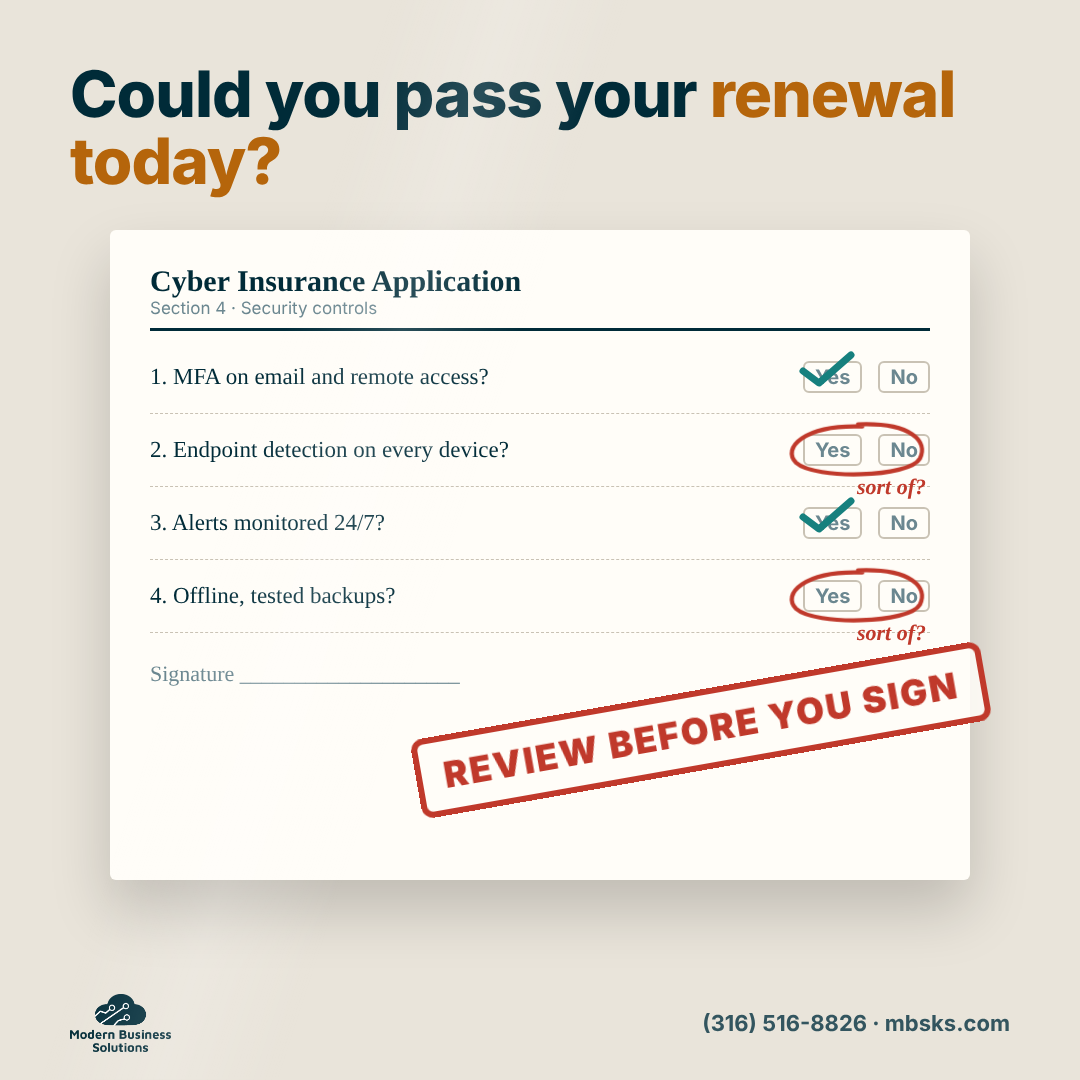 Could you pass your renewal
today?
Cyber Insurance Application
Section 4 · Security controls
1. MFA on email and remote access? Yes No
2. Endpoint detection on every device? Yes No
sort of?
3. Alerts monitored 24/7? Yes No
4. Offline, tested backups? Yes No
sort of?
Signature ____________________
REVIEW BEFORE YOU SIGN
Modern Business
Solutions
(316) 516-8826 · mbsks.com